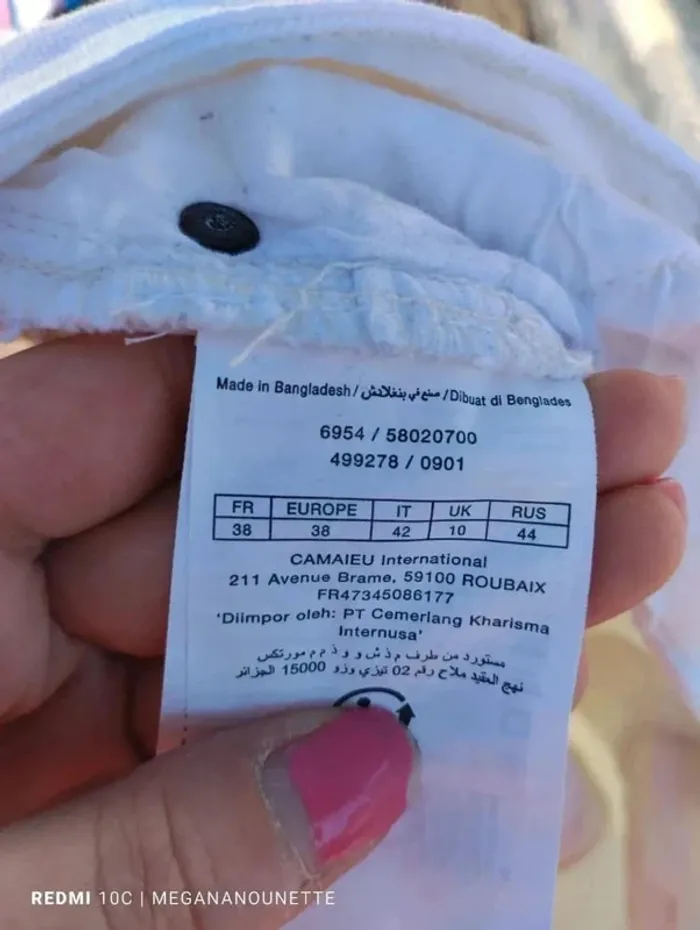 Made in Bangladesh / صنع في بنغلادش / Dibuat di Benglades
6954 / 58020700
499278 / 0901
FR EUROPE IT UK RUS
38 38 42 10 44
CAMAIEU International
211 Avenue Brame, 59100 ROUBAIX
FR47345086177
'Diimpor oleh: PT Cemerlang Kharisma
Internusa'
مستورد من طرف م ذ ش و و ذ م م مورتكس
نهج العقيد ملاح رقم 02 تيزي وزو 15000 الجزائر
REDMI 10C | MEGANANOUNETTE